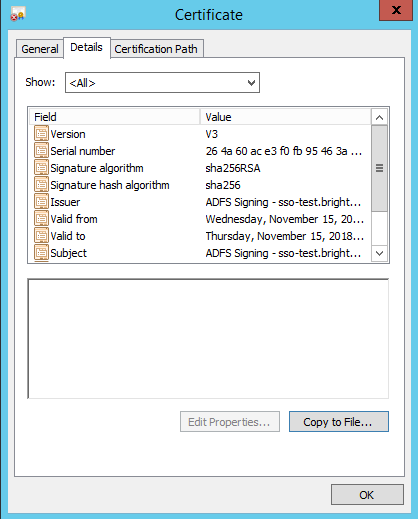 Certificate
x
General Details Certification Path
Show: <All>
Field Value
Version V3
Serial number 26 4a 60 ac e3 f0 fb 95 46 3a ...
Signature algorithm sha256RSA
Signature hash algorithm sha256
Issuer ADFS Signing - sso-test.bright...
Valid from Wednesday, November 15, 20...
Valid to Thursday, November 15, 2018...
Subject ADFS Signing - sso-test.bright...
Edit Properties... Copy to File...
OK